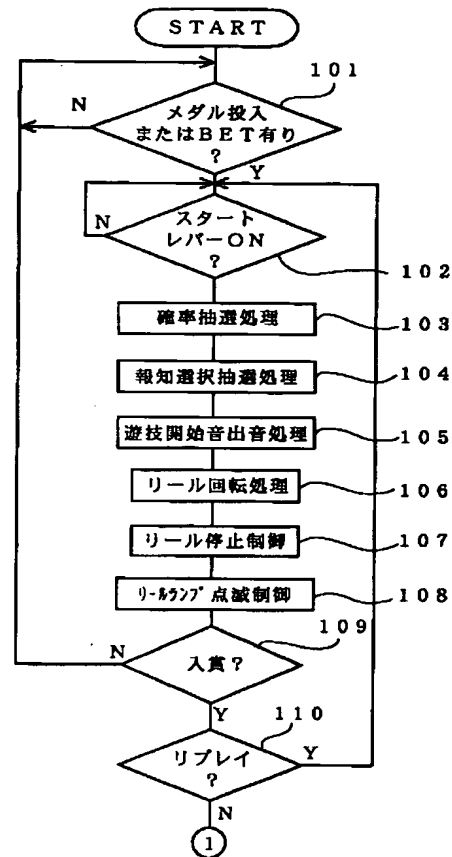 START
101
N
メダル投入
またはBET有り
?
Y
N
スタート
レバーON
?
102
確率抽選処理
103
報知選択抽選処理
104
遊技開始音出音処理
105
リール回転処理
106
リール停止制御
107
リールランプ点滅制御
108
109
N
入賞?
Y
110
リプレイ
?
Y
N
1